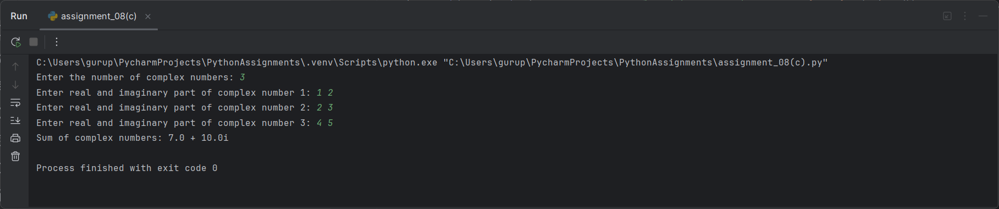 Run assignment_08(c)
C:\Users\gurup\PycharmProjects\PythonAssignments\.venv\Scripts\python.exe "C:\Users\gurup\PycharmProjects\PythonAssignments\assignment_08(c).py"
Enter the number of complex numbers: 3
Enter real and imaginary part of complex number 1: 1 2
Enter real and imaginary part of complex number 2: 2 3
Enter real and imaginary part of complex number 3: 4 5
Sum of complex numbers: 7.0 + 10.0i
Process finished with exit code 0